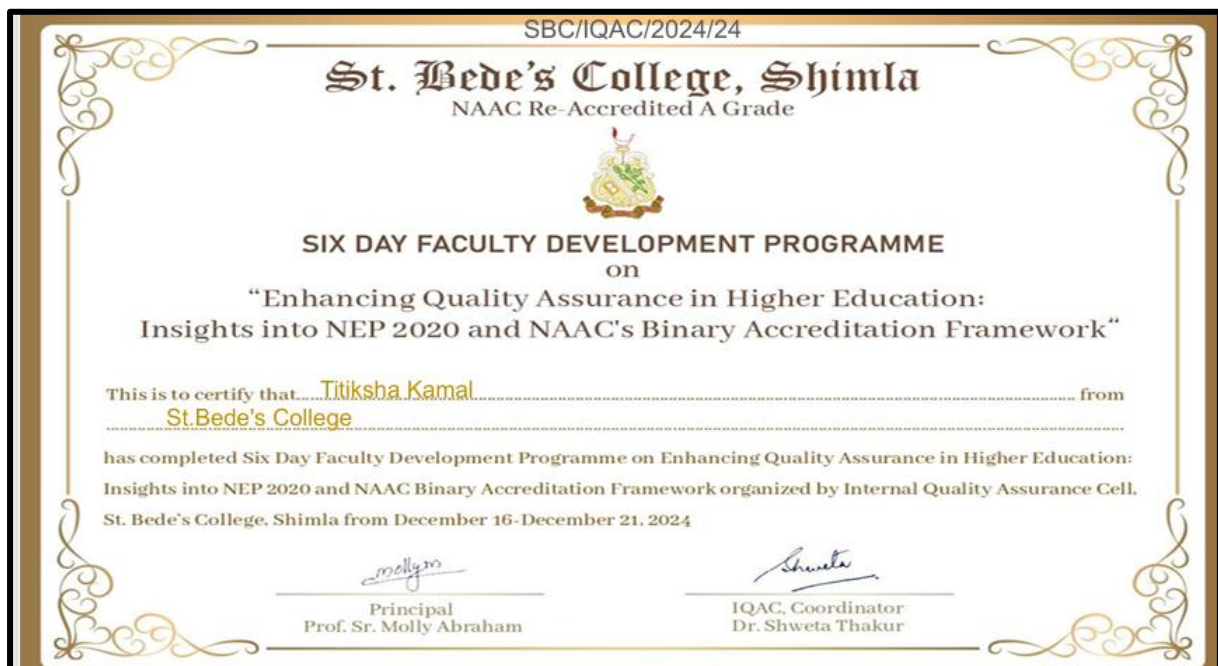 SBC/IQAC/2024/24
St. Bede's College, Shimla
NAAC Re-Accredited A Grade
SIX DAY FACULTY DEVELOPMENT PROGRAMME
on
“Enhancing Quality Assurance in Higher Education:
Insights into NEP 2020 and NAAC's Binary Accreditation Framework“
This is to certify that Titiksha Kamal from
St.Bede's College
has completed Six Day Faculty Development Programme on Enhancing Quality Assurance in Higher Education:
Insights into NEP 2020 and NAAC Binary Accreditation Framework organized by Internal Quality Assurance Cell,
St. Bede's College, Shimla from December 16-December 21, 2024
mollym Shweta
Principal IQAC, Coordinator
Prof. Sr. Molly Abraham Dr. Shweta Thakur